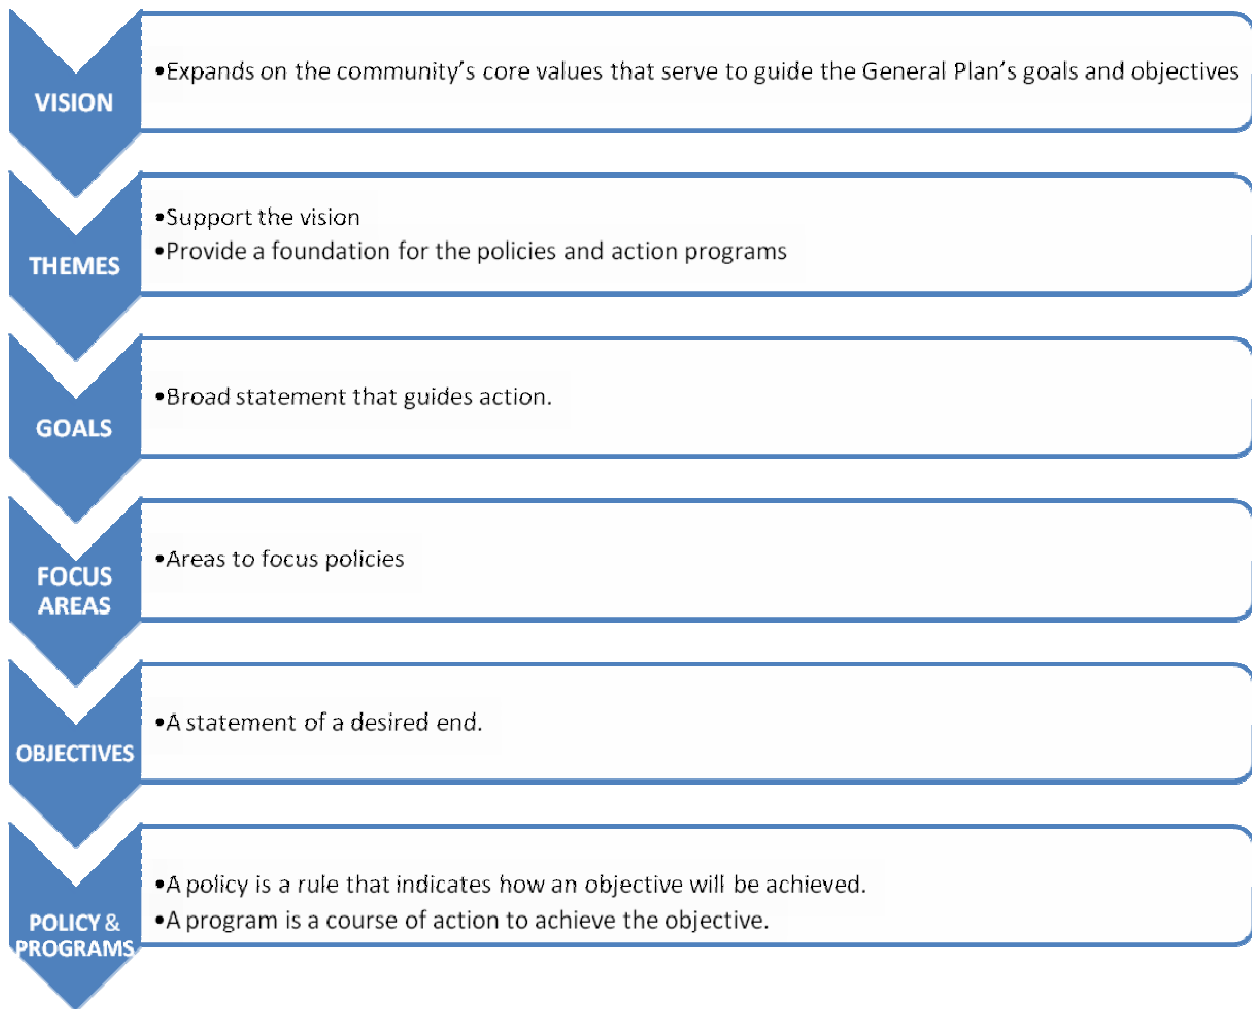 VISION
•Expands on the community's core values that serve to guide the General Plan's goals and objectives
THEMES
•Support the vision
•Provide a foundation for the policies and action programs
GOALS
•Broad statement that guides action.
FOCUS
AREAS
•Areas to focus policies
OBJECTIVES
•A statement of a desired end.
POLICY &
PROGRAMS
•A policy is a rule that indicates how an objective will be achieved.
•A program is a course of action to achieve the objective.